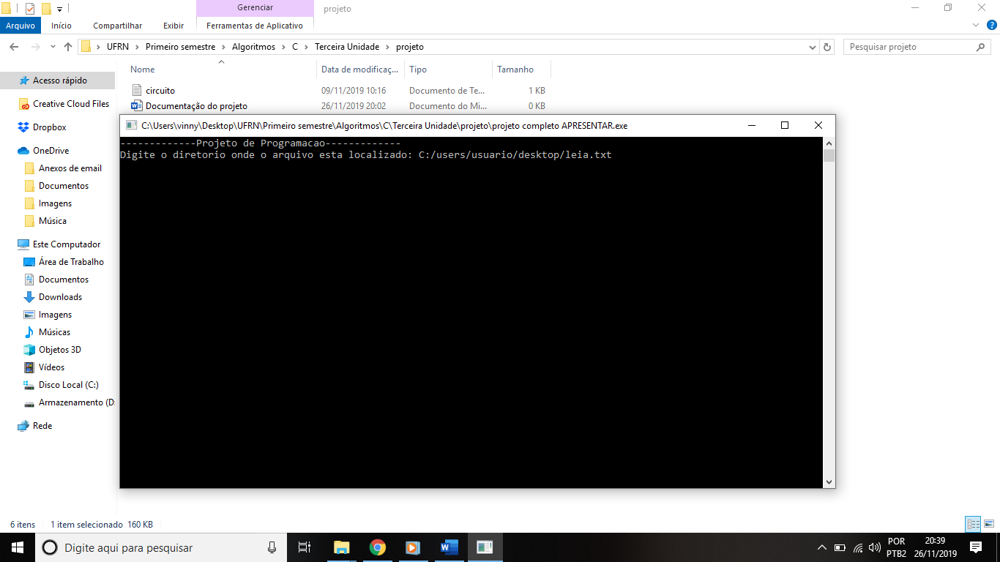 Gerenciar
projeto
Arquivo
Início
Compartilhar
Exibir
Ferramentas de Aplicativo
UFRN > Primeiro semestre > Algoritmos > C > Terceira Unidade > projeto
Pesquisar projeto
Nome
Data de modificaç...
Tipo
Tamanho
circuito
09/11/2019 10:16
Documento de Te...
1 KB
Documentação do projeto
26/11/2019 20:02
Documento do Mi...
0 KB
Acesso rápido
Creative Cloud Files
Dropbox
OneDrive
Anexos de email
Documentos
Imagens
Música
Este Computador
Área de Trabalho
Documentos
Downloads
Imagens
Músicas
Objetos 3D
Vídeos
Disco Local (C:)
Armazenamento (D:
Rede
C:\Users\vinny\Desktop\UFRN\Primeiro semestre\Algoritmos\C\Terceira Unidade\projeto\projeto completo APRESENTAR.exe
-------------Projeto de Programacao-------------
Digite o diretorio onde o arquivo esta localizado: C:/users/usuario/desktop/leia.txt
6 itens
1 item selecionado 160 KB
Digite aqui para pesquisar
POR
PTB2
20:39
26/11/2019